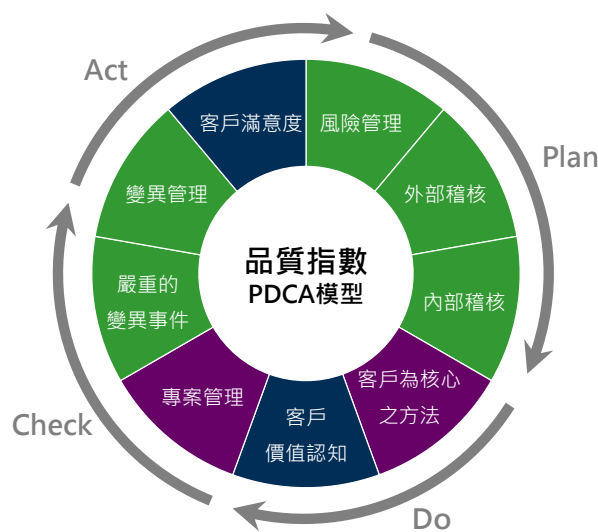 Act
Plan
客戶滿意度
風險管理
變異管理
外部稽核
品質指數
PDCA模型
嚴重的
變異事件
內部稽核
專案管理
客戶
價值認知
客戶為核心
之方法
Check
Do